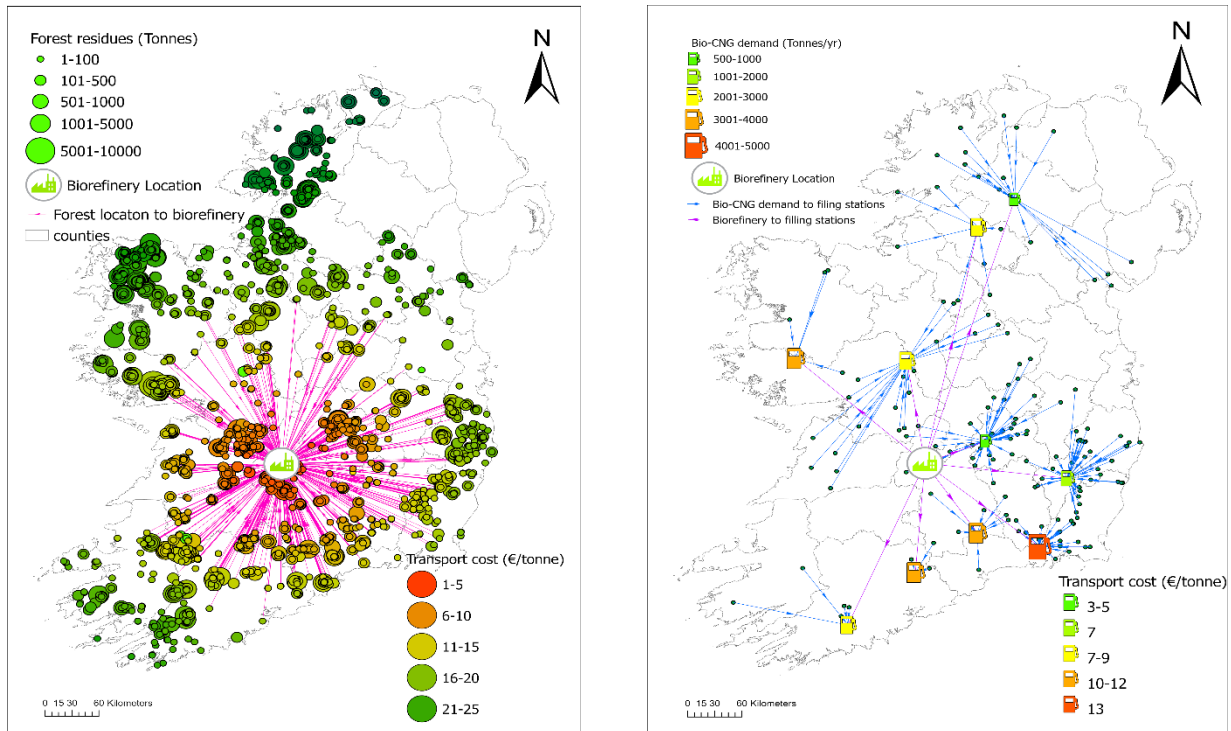 Forest residues (Tonnes)
1-100
101-500
501-1000
1001-5000
5001-10000
Biorefinery Location
Forest locaton to biorefinery
counties
N
Transport cost (€/tonne)
1-5
6-10
11-15
16-20
21-25
0 15 30 60 Kilometers
Bio-CNG demand (Tonnes/yr)
500-1000
1001-2000
2001-3000
3001-4000
4001-5000
Biorefinery Location
Bio-CNG demand to filling stations
Biorefinery to filling stations
N
Transport cost (€/tonne)
3-5
7
7-9
10-12
13
0 15 30 60 Kilometers